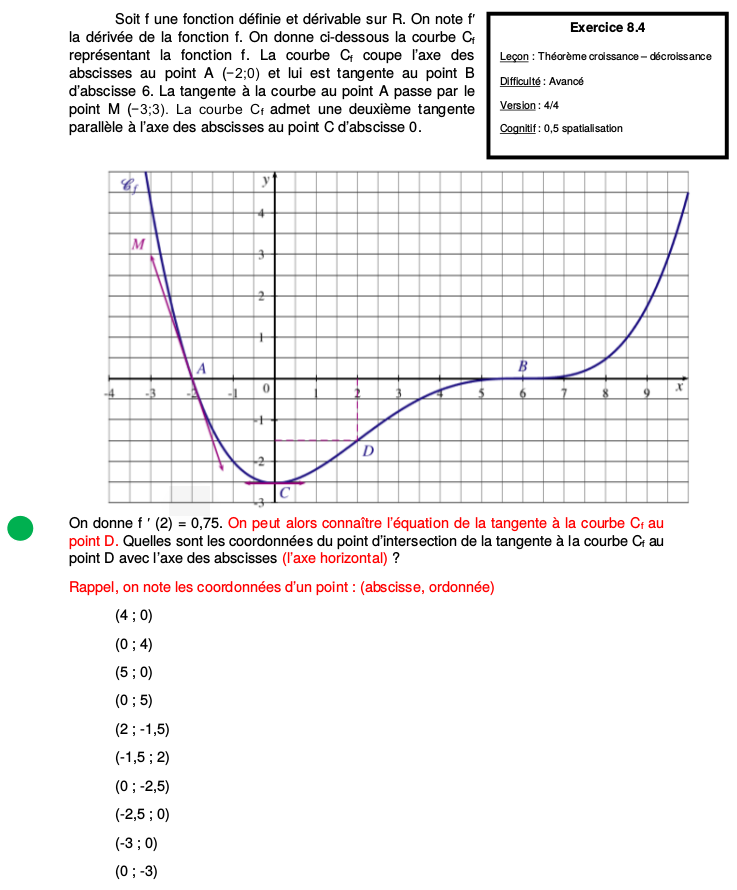 Soit f une fonction définie et dérivable sur R. On note f'
la dérivée de la fonction f. On donne ci-dessous la courbe Cf
représentant la fonction f. La courbe Cf coupe l'axe des
abscisses au point A (−2;0) et lui est tangente au point B
d'abscisse 6. La tangente à la courbe au point A passe par le
point M (−3;3). La courbe Cf admet une deuxième tangente
parallèle à l'axe des abscisses au point C d'abscisse 0.
Exercice 8.4
Leçon : Théorème croissance – décroissance
Difficulté : Avancé
Version : 4/4
Cognitif : 0,5 spatialisation
𝒞f
y
4
M
3
2
1
A
B
-4 -3 -2 -1 0 1 2 3 4 5 6 7 8 9 x
-1
D
-2
C
-3
On donne f ' (2) = 0,75. On peut alors connaître l'équation de la tangente à la courbe Cf au
point D. Quelles sont les coordonnées du point d'intersection de la tangente à la courbe Cf au
point D avec l'axe des abscisses (l'axe horizontal) ?
Rappel, on note les coordonnées d'un point : (abscisse, ordonnée)
(4 ; 0)
(0 ; 4)
(5 ; 0)
(0 ; 5)
(2 ; -1,5)
(-1,5 ; 2)
(0 ; -2,5)
(-2,5 ; 0)
(-3 ; 0)
(0 ; -3)